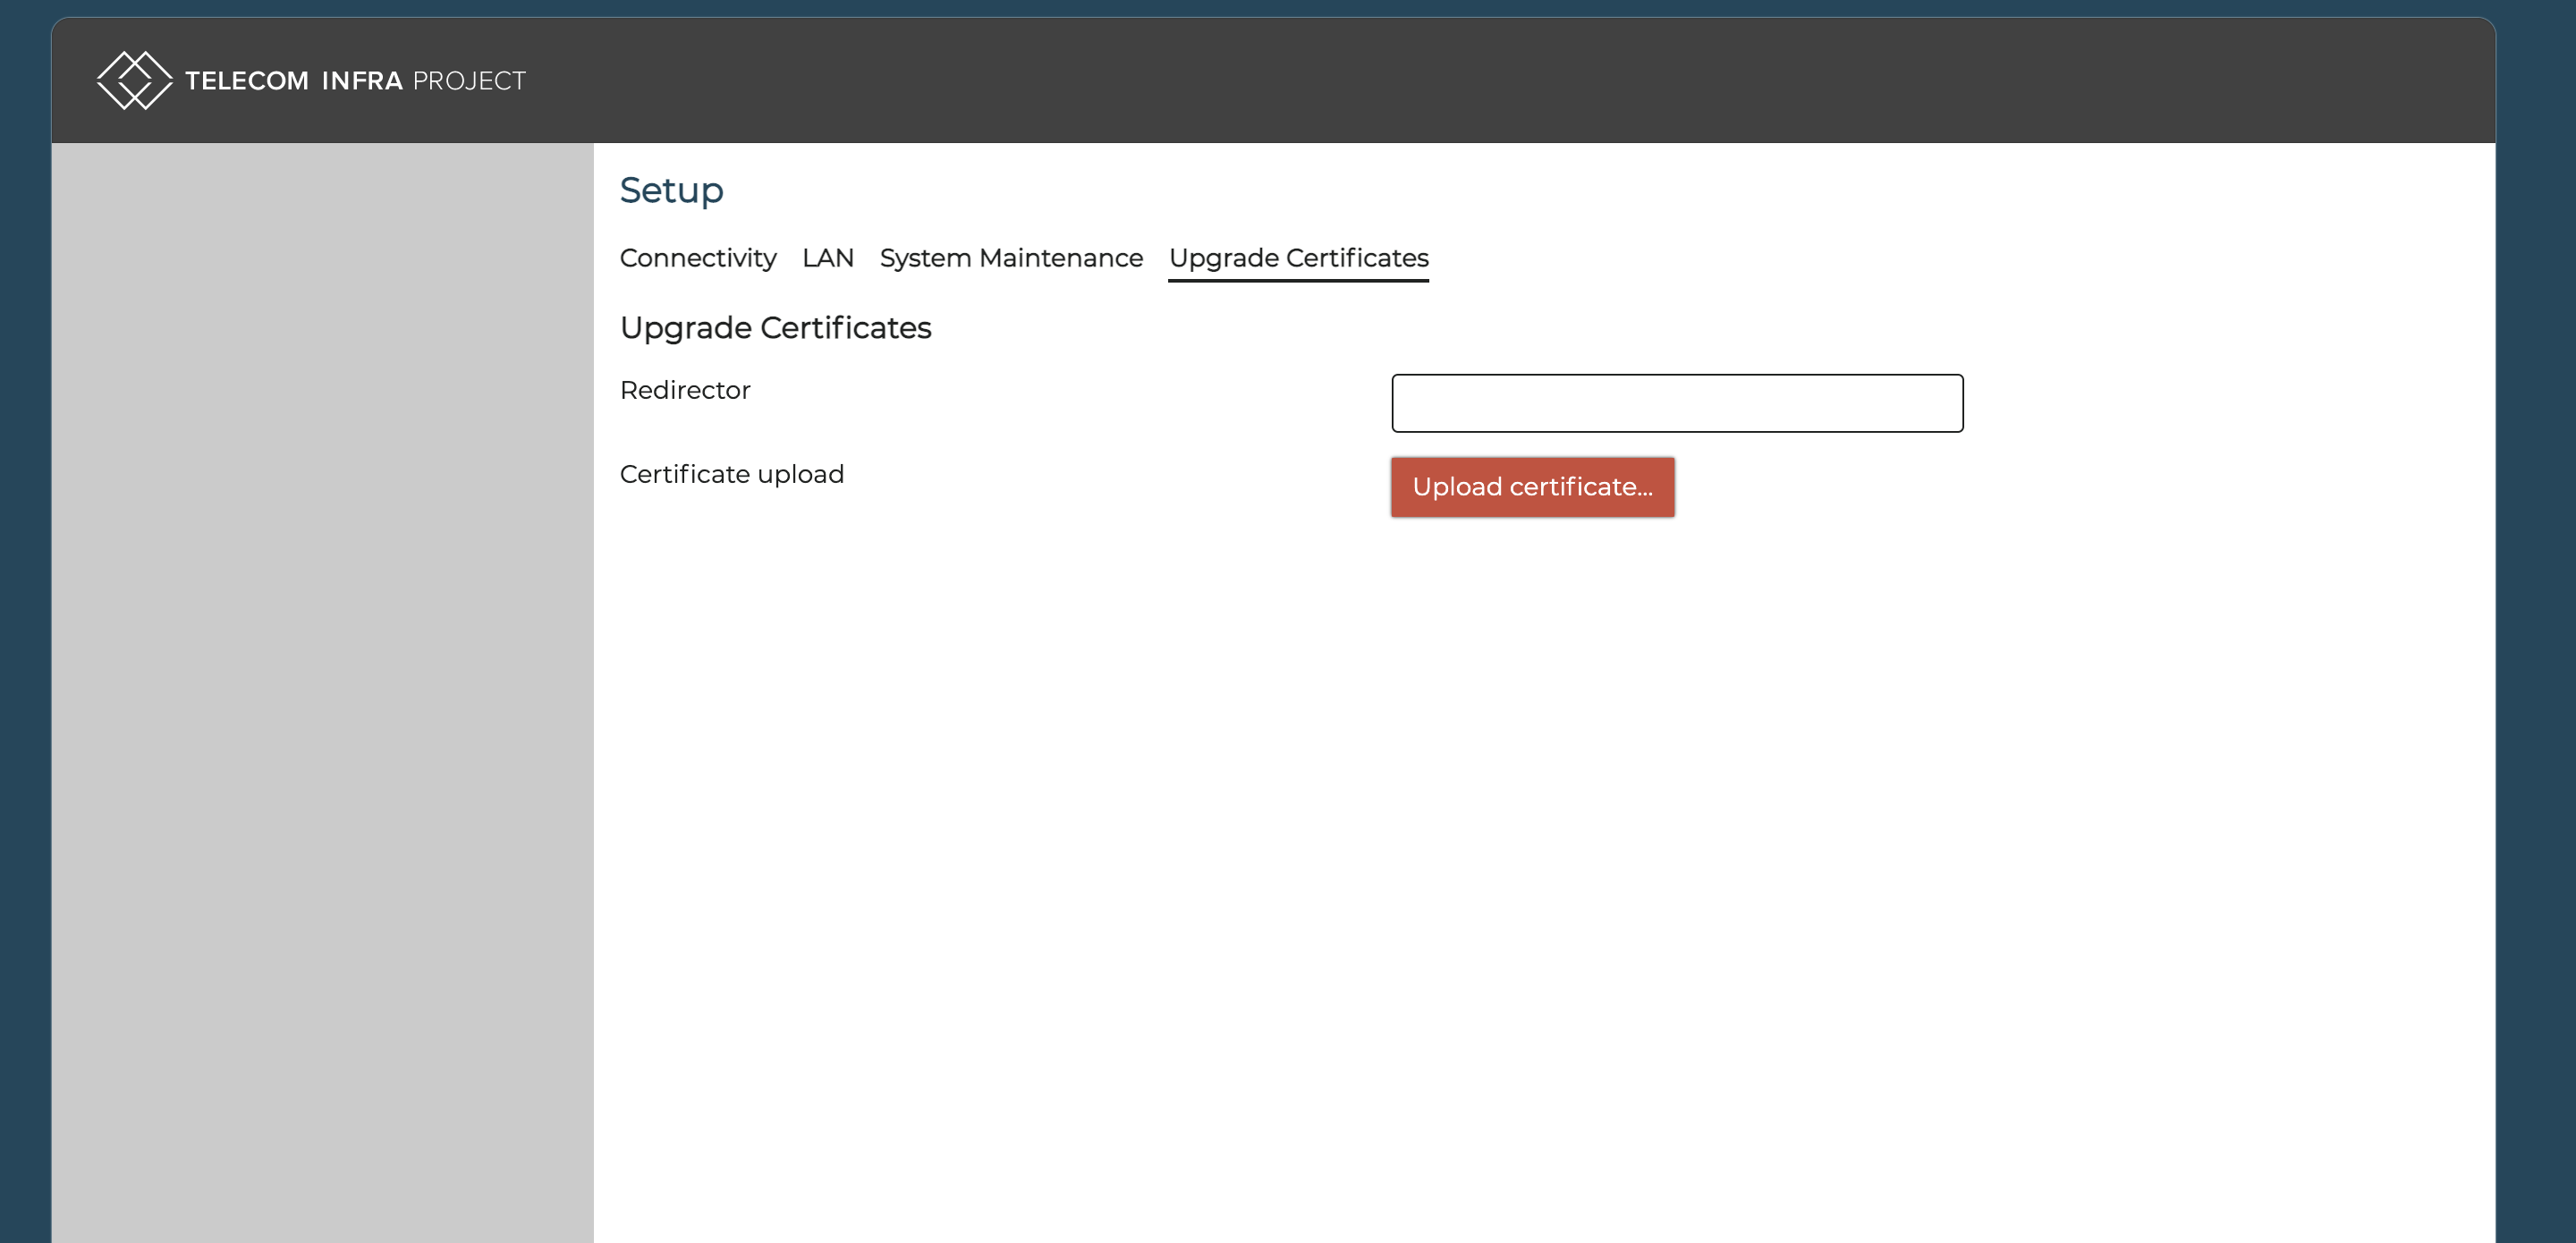 TELECOM INFRA PROJECT
Setup
Connectivity LAN System Maintenance Upgrade Certificates
Upgrade Certificates
Redirector
Certificate upload Upload certificate...